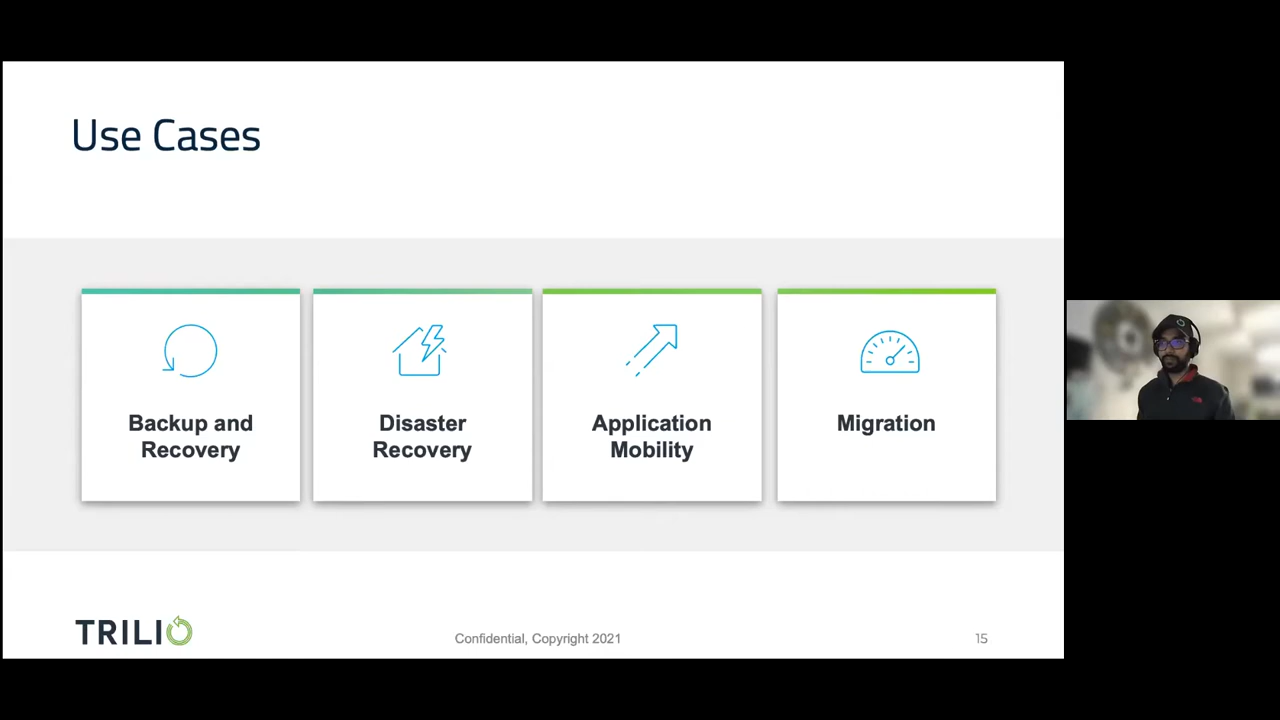 Use Cases
Backup and
Recovery
Disaster
Recovery
Application
Mobility
Migration
TRILIO
Confidential, Copyright 2021
15